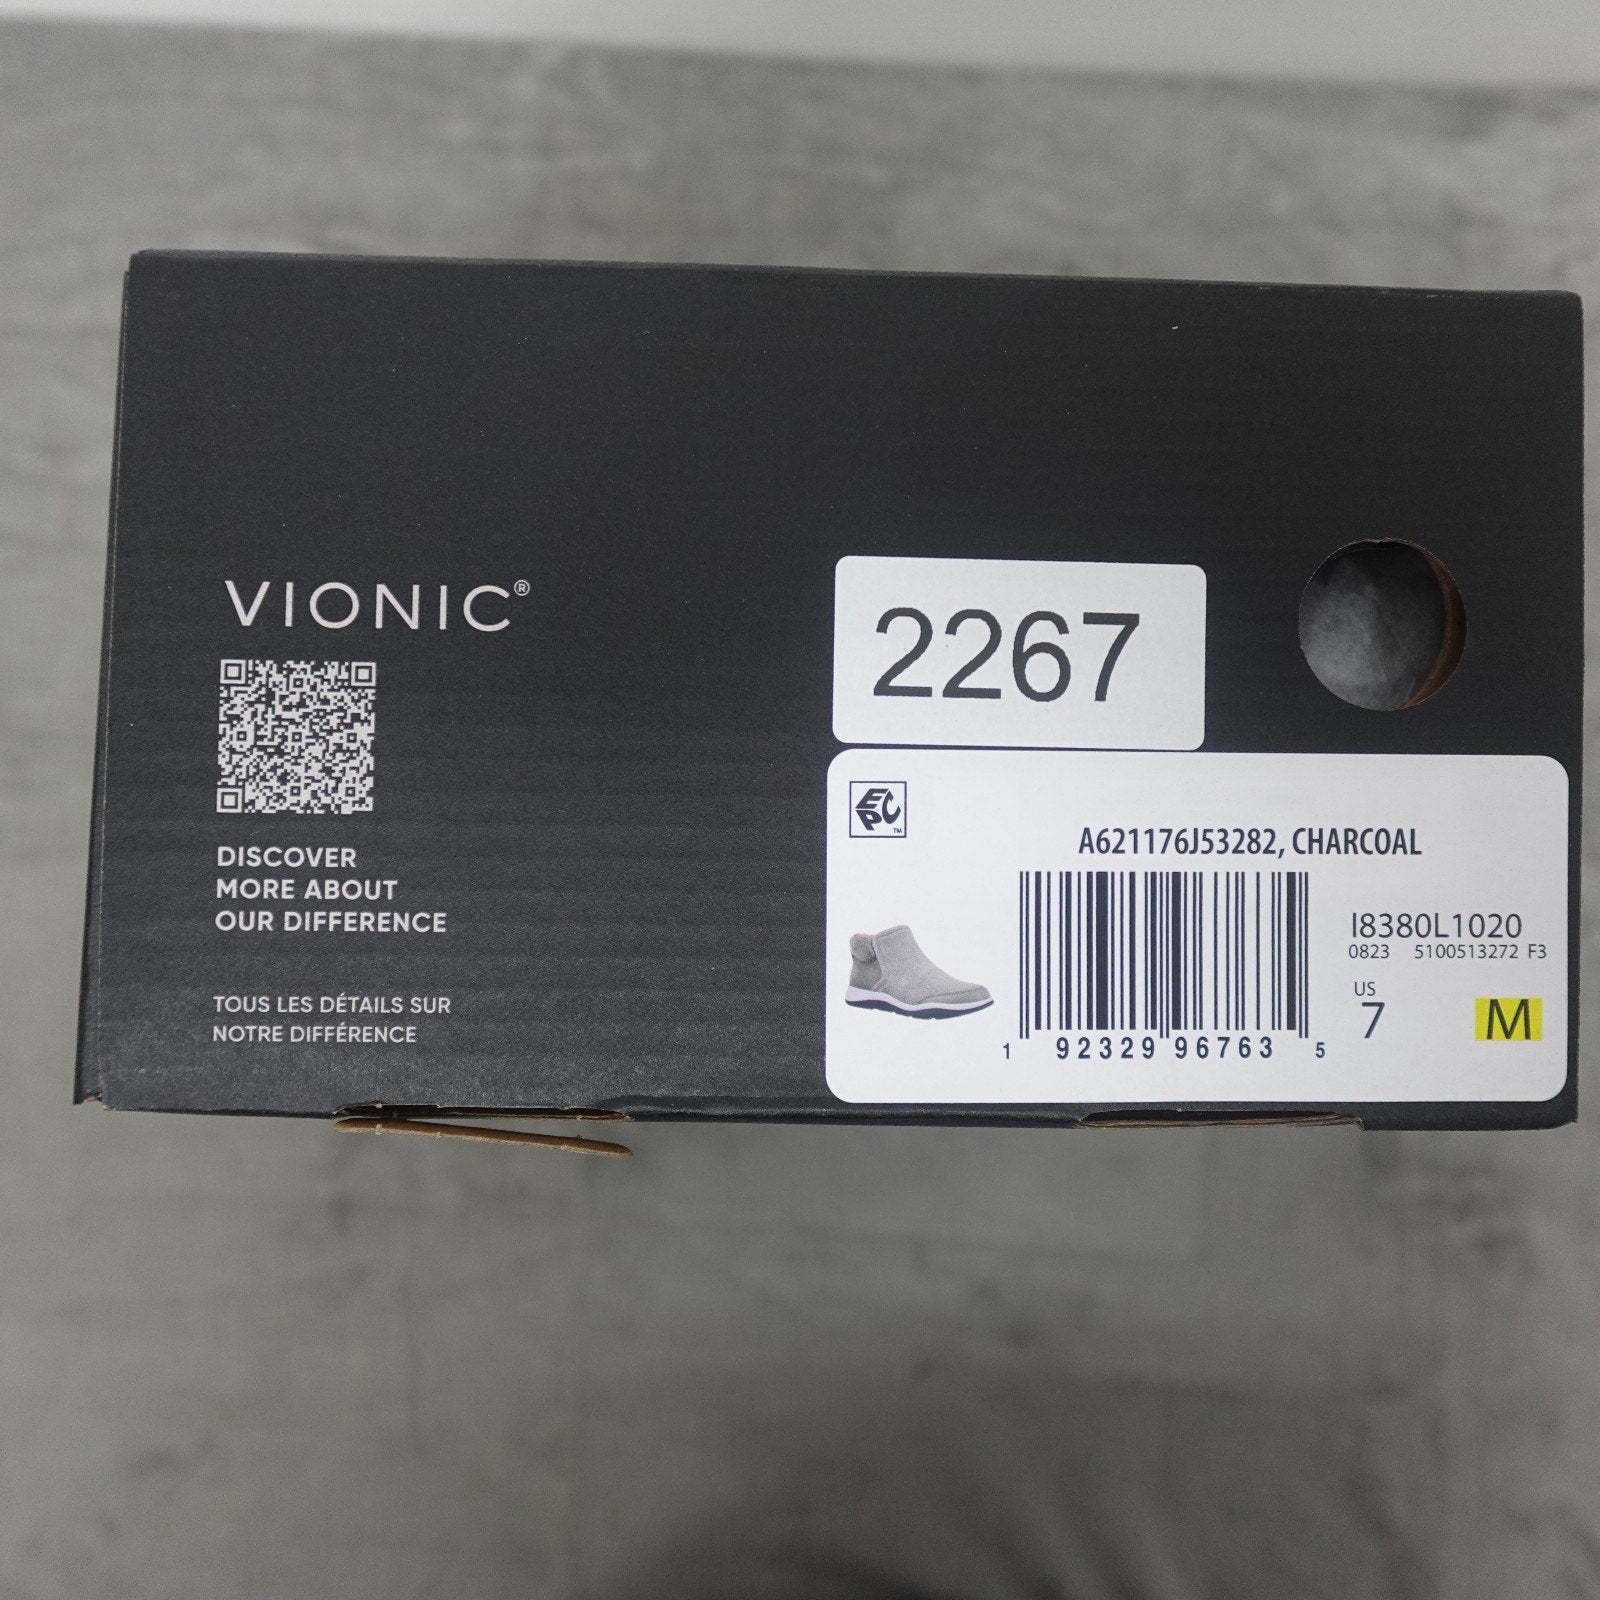 VIONIC®
DISCOVER
MORE ABOUT
OUR DIFFERENCE
TOUS LES DÉTAILS SUR
NOTRE DIFFÉRENCE
2267
EPC™
A621176J53282, CHARCOAL
1 92329 96763 5
I8380L1020
0823 5100513272 F3
US
7 M